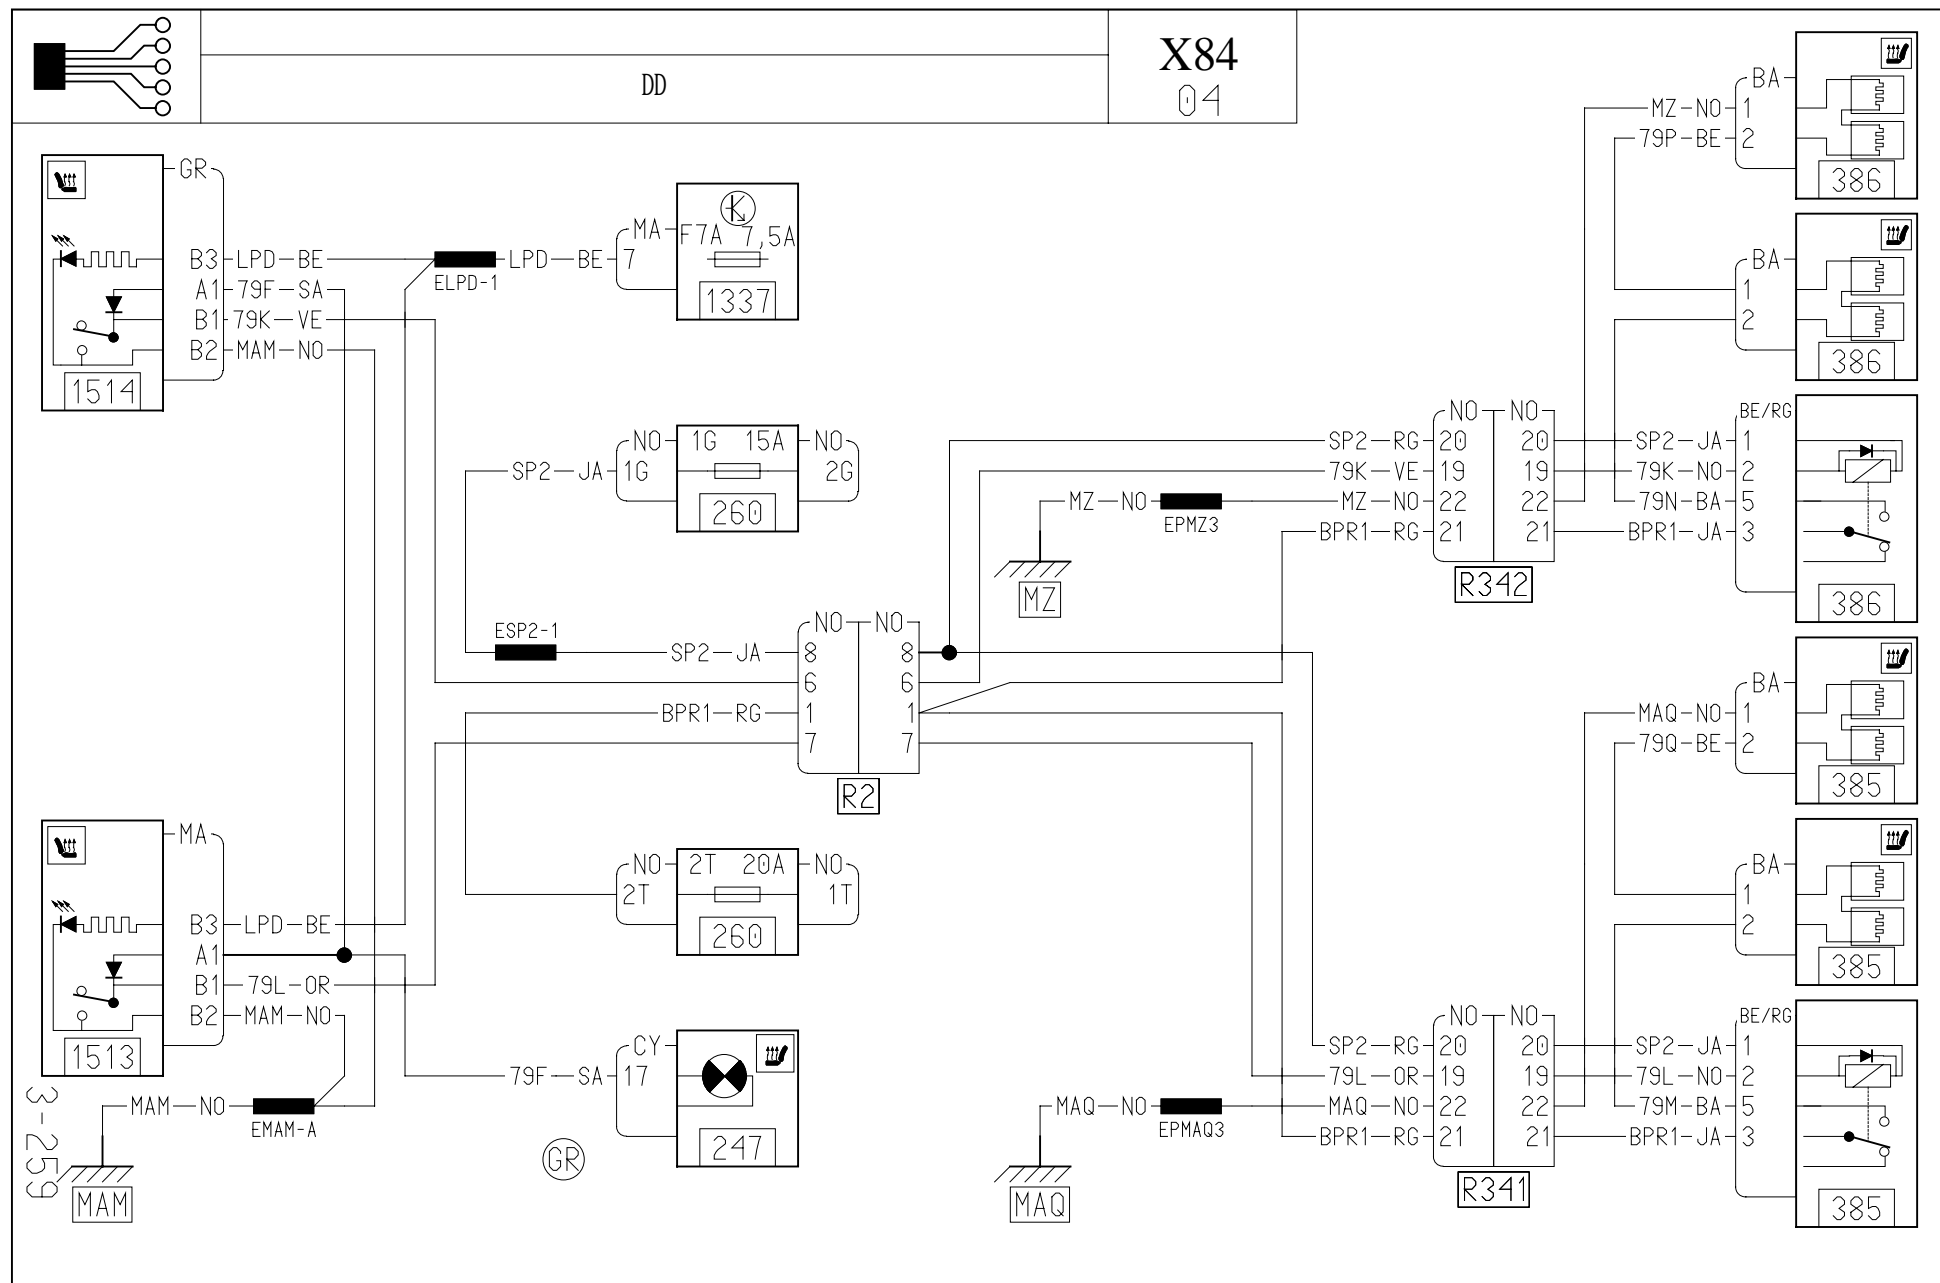 X84
DD
04
GR
B3 LPD BE
A1 79F SA
B1 79K VE
B2 MAM NO
1514
ELPD-1
LPD BE
MA
7
F7A 7,5A
1337
SP2 JA
NO
1G
1G 15A
NO
2G
260
ESP2-1
SP2 JA
BPR1 RG
NO NO
8 8
6 6
1 1
7 7
R2
NO
2T
2T 20A
NO
1T
260
MA
B3 LPD BE
A1
B1 79L OR
B2 MAM NO
1513
MAM NO
EMAM-A
MAM
3-259
79F SA
CY
17
247
GR
MZ NO
EPMZ3
MZ
MAQ NO
EPMAQ3
MAQ
NO NO
SP2 RG 20 20 SP2 JA 1
79K VE 19 19 79K NO 2
MZ NO 22 22 79N BA 5
BPR1 RG 21 21 BPR1 JA 3
R342
BE/RG
386
BA
MZ NO 1
79P BE 2
386
BA
1
2
386
BA
MAQ NO 1
79Q BE 2
385
BA
1
2
385
NO NO
SP2 RG 20 20 SP2 JA 1
79L OR 19 19 79L NO 2
MAQ NO 22 22 79M BA 5
BPR1 RG 21 21 BPR1 JA 3
R341
BE/RG
385